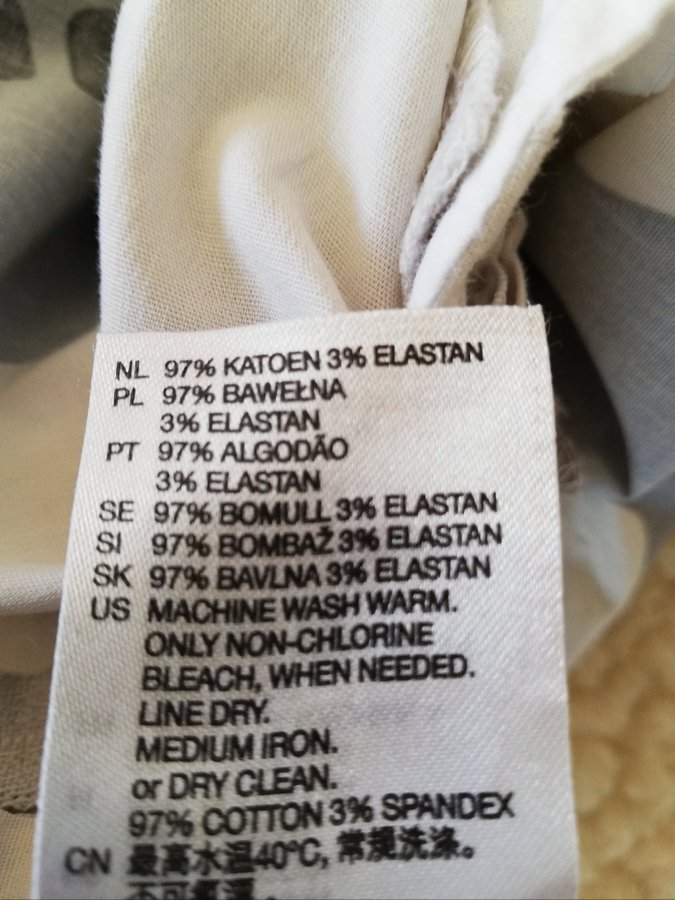 NL 97% KATOEN 3% ELASTAN
PL 97% BAWEŁNA
3% ELASTAN
PT 97% ALGODÃO
3% ELASTAN
SE 97% BOMULL 3% ELASTAN
SI 97% BOMBAŽ 3% ELASTAN
SK 97% BAVLNA 3% ELASTAN
US MACHINE WASH WARM.
ONLY NON-CHLORINE
BLEACH, WHEN NEEDED.
LINE DRY.
MEDIUM IRON.
or DRY CLEAN.
97% COTTON 3% SPANDEX
CN 最高水温40°C, 常规洗涤。